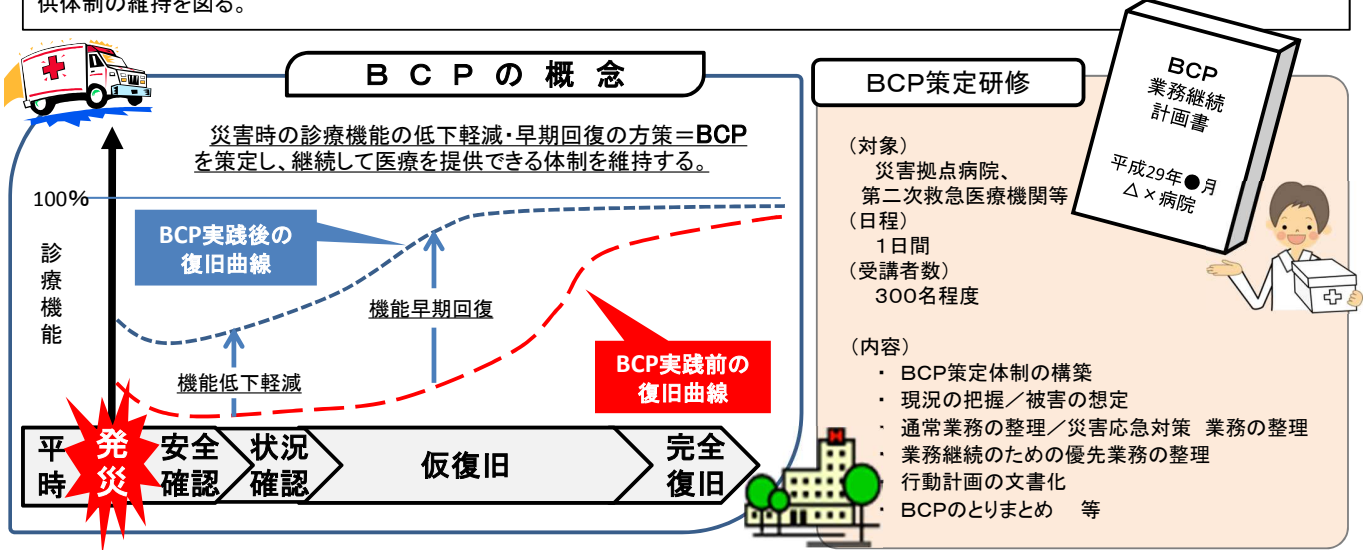 供体制の維持を図る。
ＢＣＰの概念
災害時の診療機能の低下軽減・早期回復の方策＝BCP
を策定し、継続して医療を提供できる体制を維持する。
100%
診療機能
BCP実践後の
復旧曲線
機能早期回復
機能低下軽減
BCP実践前の
復旧曲線
平時
発災
安全
確認
状況
確認
仮復旧
完全
復旧
H
ＢＣＰ策定研修
BCP
業務継続
計画書
平成29年●月
△×病院
（対象）
災害拠点病院、
第二次救急医療機関等
（日程）
１日間
（受講者数）
３００名程度
（内容）
・ ＢＣＰ策定体制の構築
・ 現況の把握／被害の想定
・ 通常業務の整理／災害応急対策　業務の整理
・ 業務継続のための優先業務の整理
・ 行動計画の文書化
・ ＢＣＰのとりまとめ　等